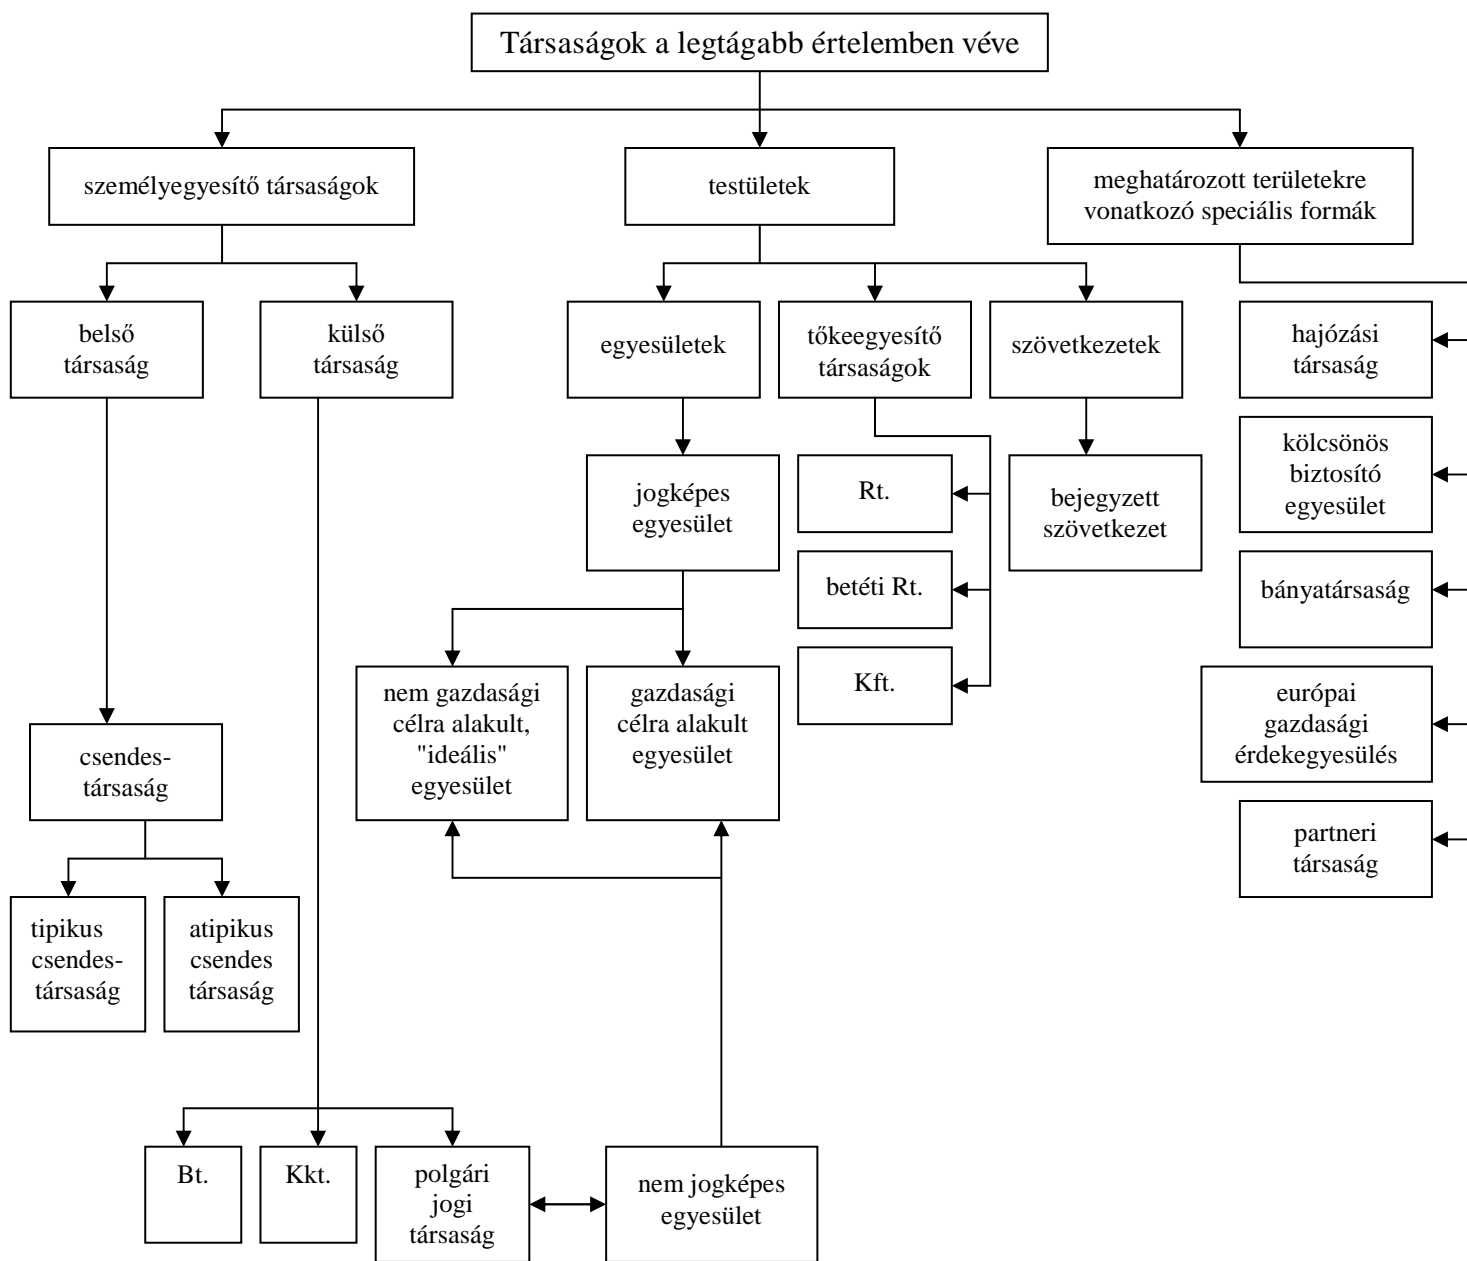 Társaságok a legtágabb értelemben véve
személyegyesítő társaságok
testületek
meghatározott területekre
vonatkozó speciális formák
belső
társaság
külső
társaság
egyesületek
tőkeegyesítő
társaságok
szövetkezetek
hajózási
társaság
jogképes
egyesület
Rt.
bejegyzett
szövetkezet
kölcsönös
biztosító
egyesület
betéti Rt.
bányatársaság
Kft.
nem gazdasági
célra alakult,
"ideális"
egyesület
gazdasági
célra alakult
egyesület
európai
gazdasági
érdekegyesülés
csendes-
társaság
partneri
társaság
tipikus
csendes-
társaság
atipikus
csendes
társaság
Bt.
Kkt.
polgári
jogi
társaság
nem jogképes
egyesület